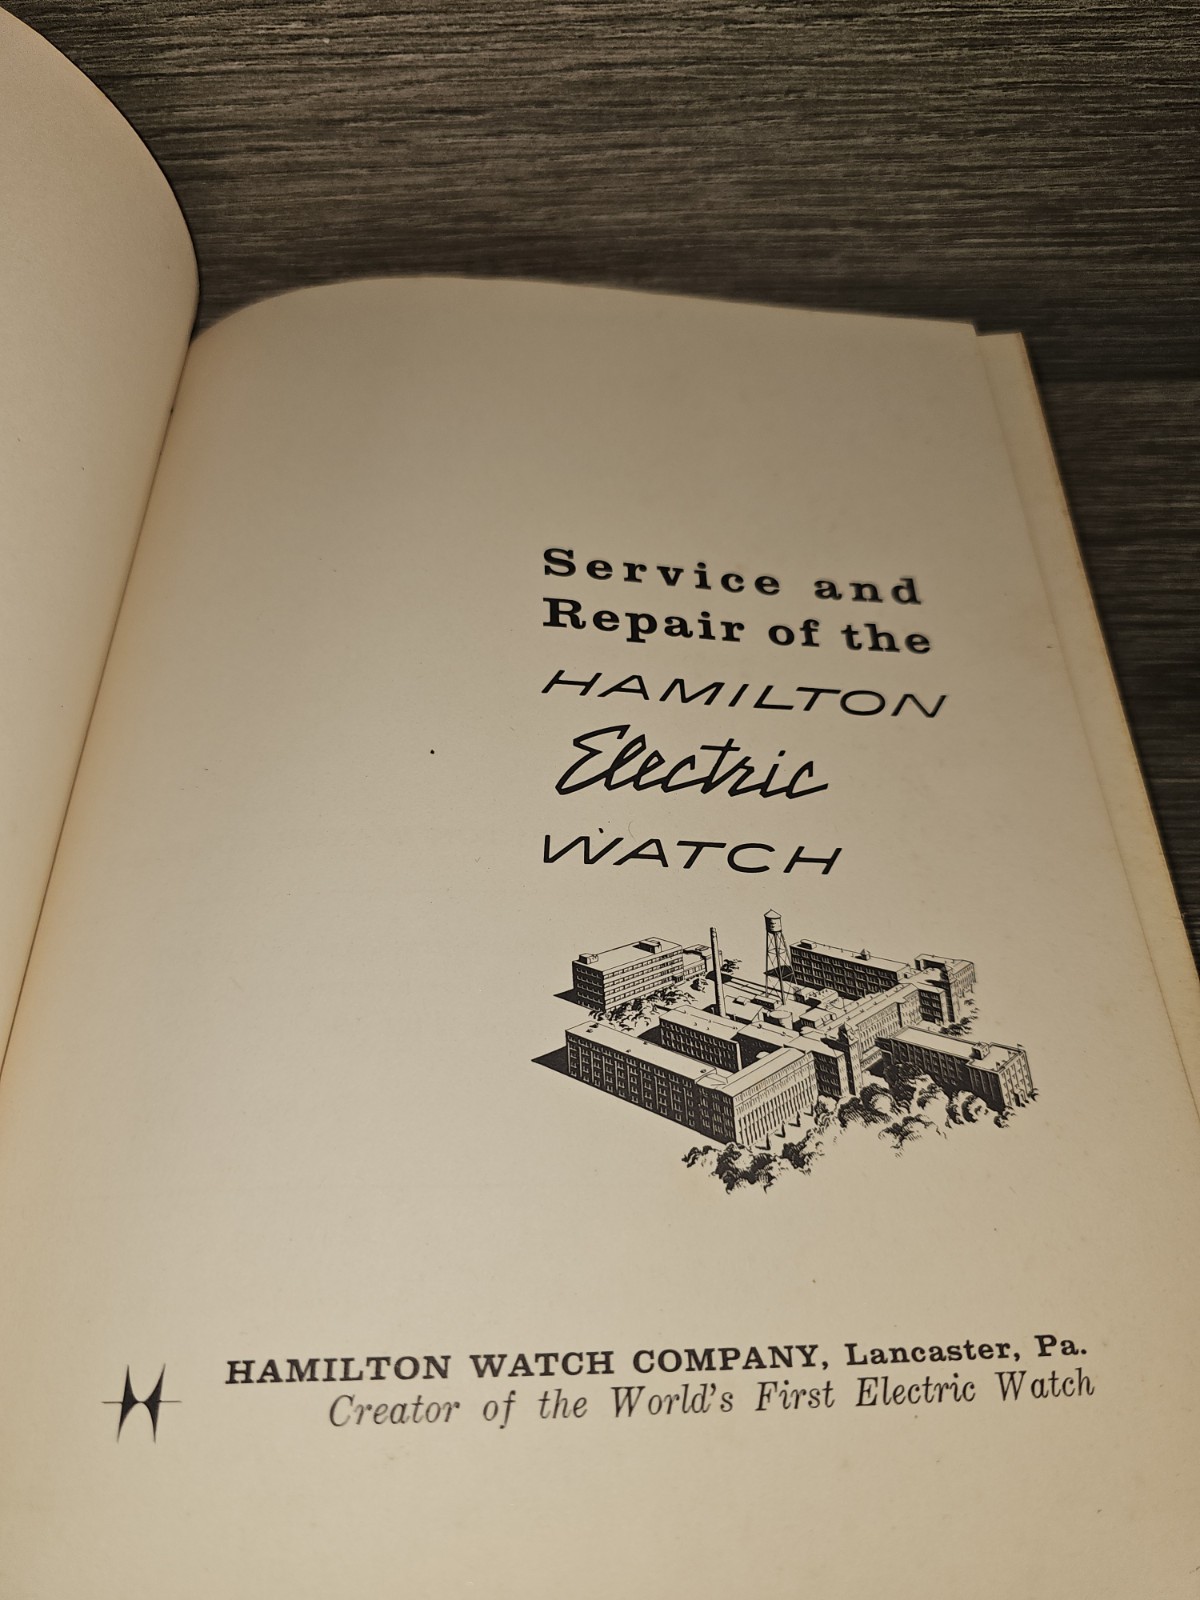 Service and
Repair of the
HAMILTON
Electric
WATCH
HAMILTON WATCH COMPANY, Lancaster, Pa.
Creator of the World's First Electric Watch